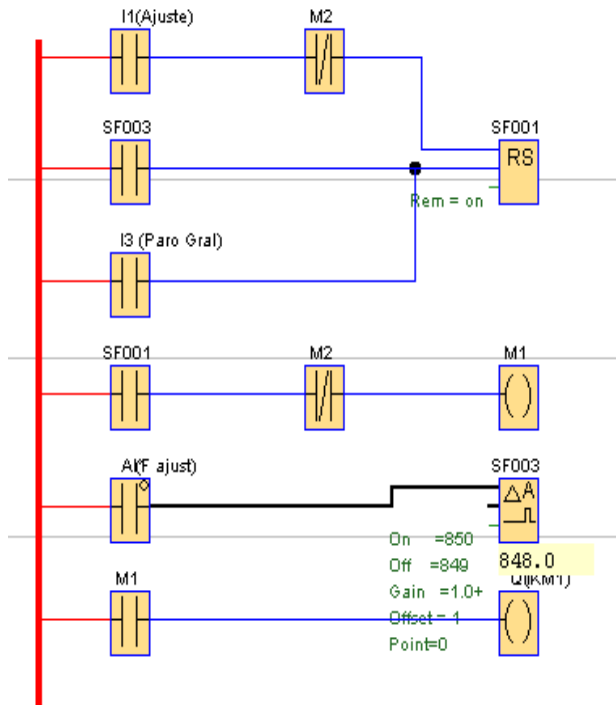 I1(Ajuste) M2
SF003 SF001
RS
Rem = on
I3 (Paro Gral)
SF001 M2 M1
AI(F ajust) SF003
ΔA
On =850
848.0
Off =849
M1 Q(KM1)
Gain =1.0+
Offset =-1
Point=0